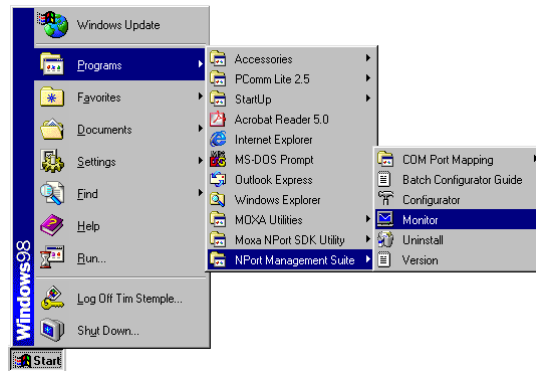 Windows Update
Programs
Favorites
Documents
Settings
Find
Help
Run...
Log Off Tim Stemple...
Shut Down...
Windows98
Start
Accessories
PComm Lite 2.5
StartUp
Acrobat Reader 5.0
Internet Explorer
MS-DOS Prompt
Outlook Express
Windows Explorer
MOXA Utilities
Moxa NPort SDK Utility
NPort Management Suite
COM Port Mapping
Batch Configurator Guide
Configurator
Monitor
Uninstall
Version